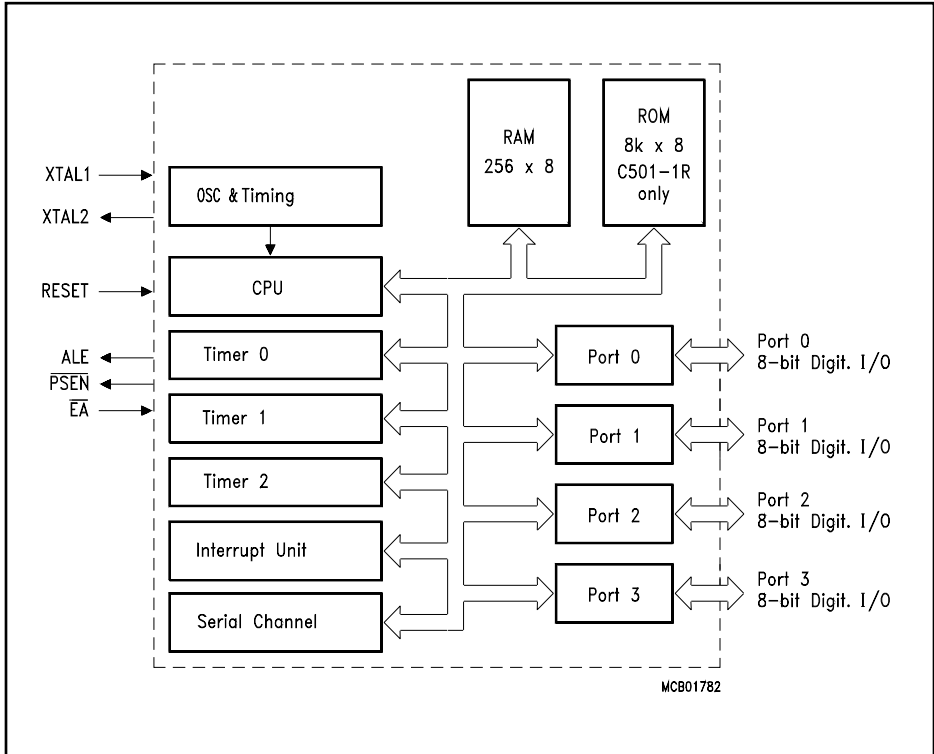 RAM
256 x 8
ROM
8k x 8
C501-1R
only
XTAL1
XTAL2
OSC & Timing
RESET
CPU
ALE
PSEN
EA
Timer 0
Timer 1
Timer 2
Interrupt Unit
Serial Channel
Port 0
Port 0
8-bit Digit. I/O
Port 1
Port 1
8-bit Digit. I/O
Port 2
Port 2
8-bit Digit. I/O
Port 3
Port 3
8-bit Digit. I/O
MCB01782